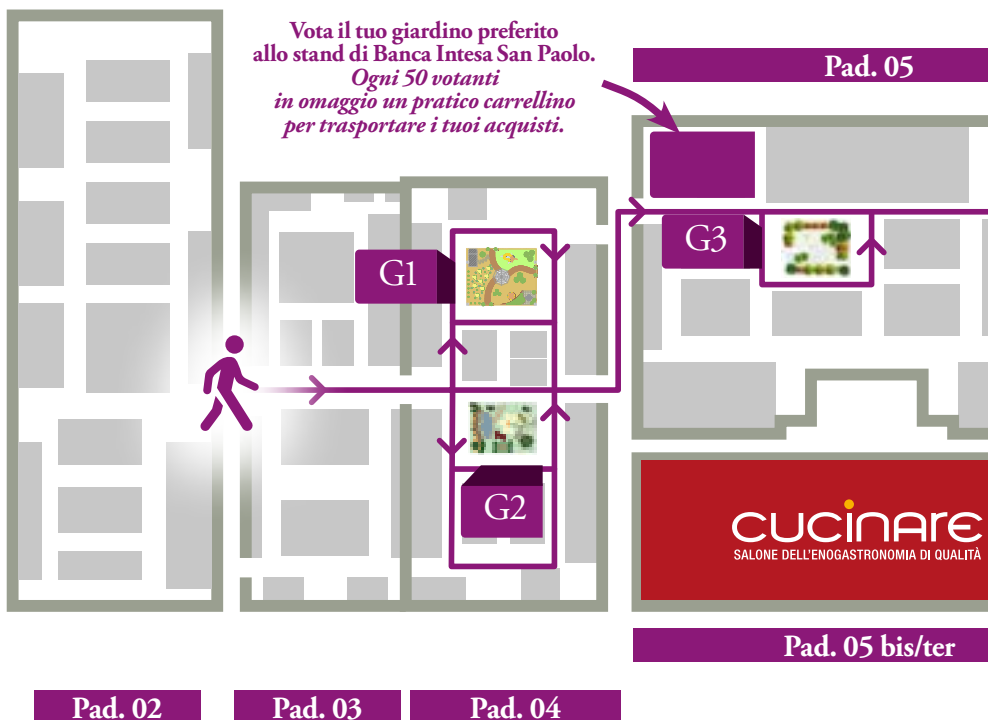 Vota il tuo giardino preferito
allo stand di Banca Intesa San Paolo.
Ogni 50 votanti
in omaggio un pratico carrellino
per trasportare i tuoi acquisti.
Pad. 05
G1
G3
G2
CUCINARE
SALONE DELL'ENOGASTRONOMIA DI QUALITÀ
Pad. 05 bis/ter
Pad. 02
Pad. 03
Pad. 04